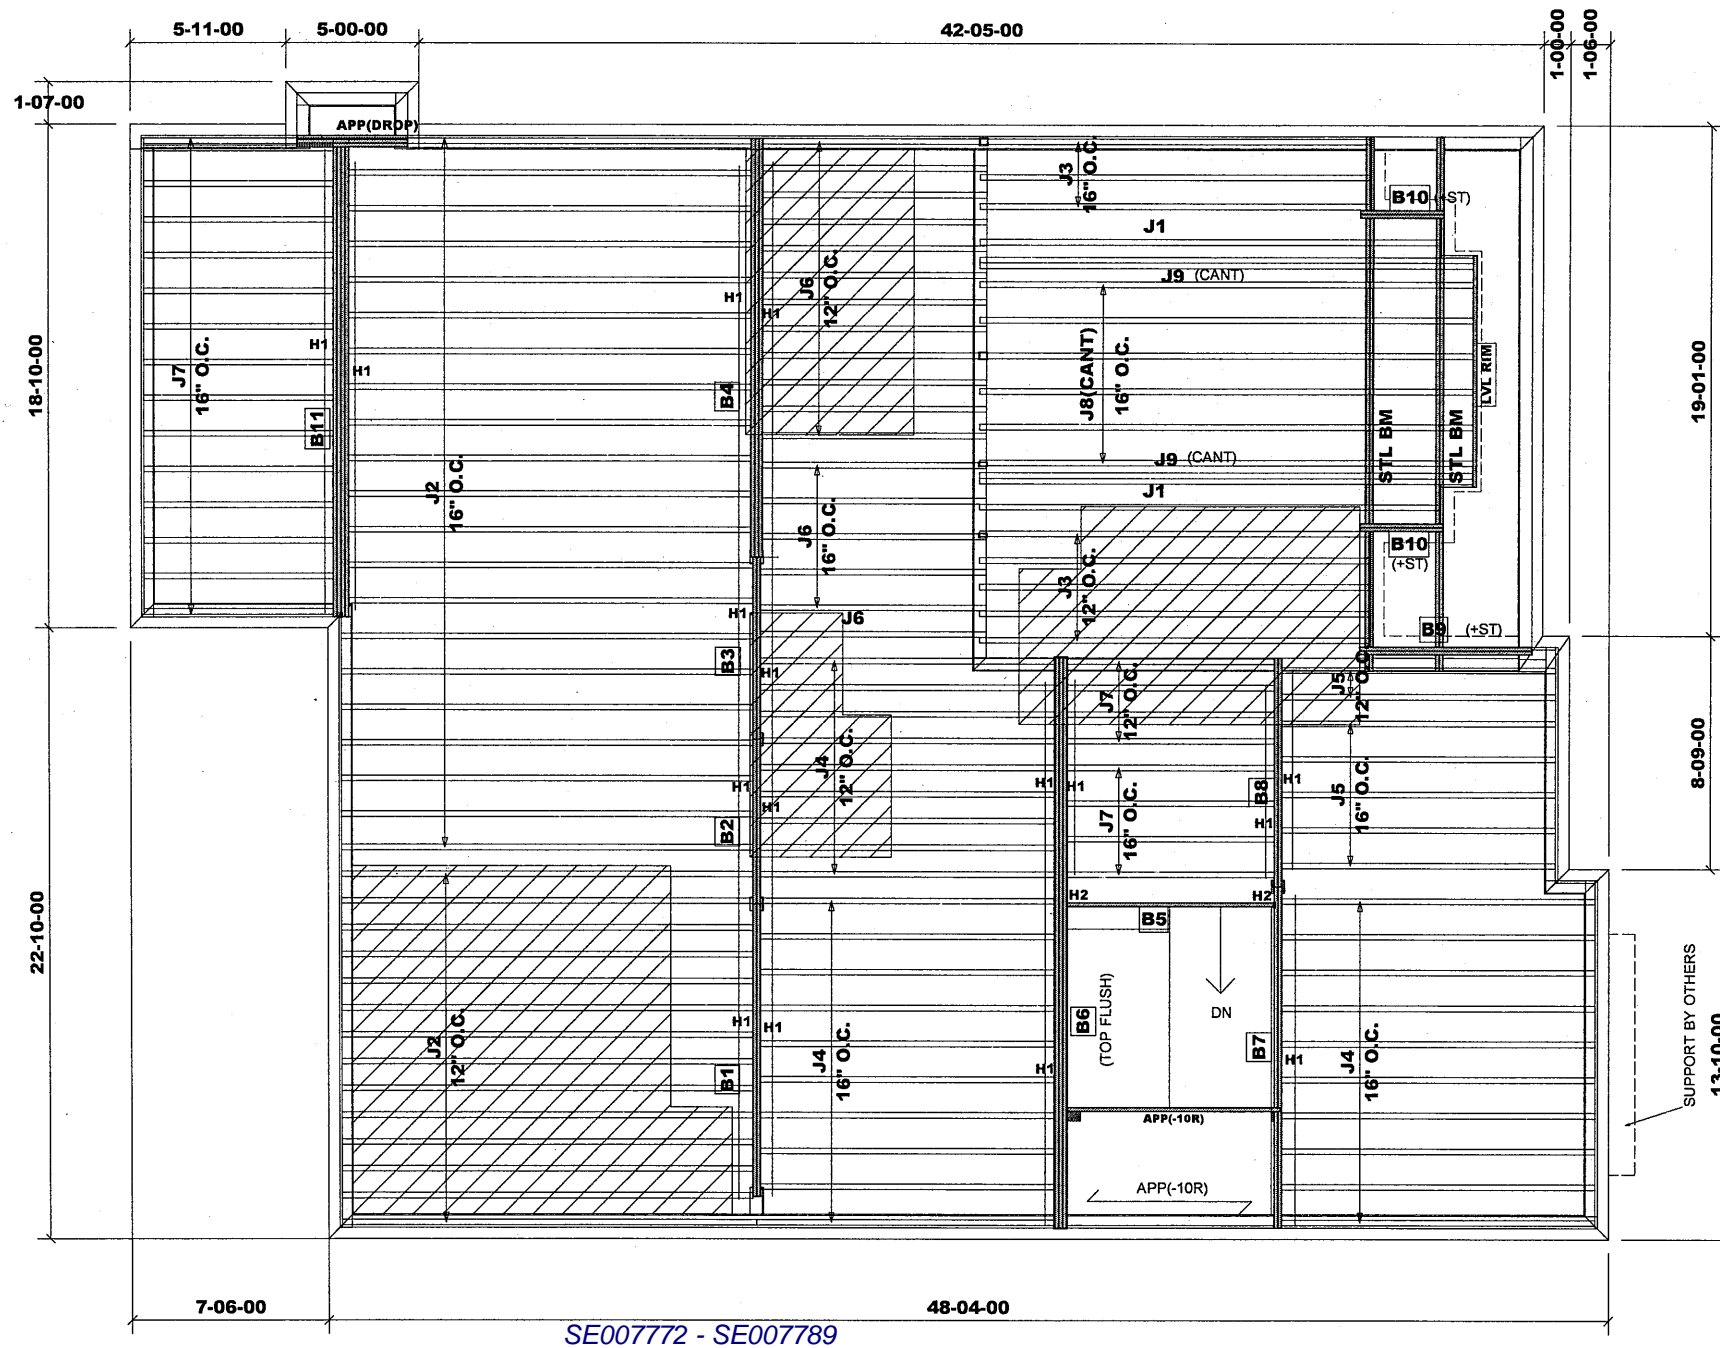 5-11-00
5-00-00
42-05-00
1-00-00
1-06-00
1-07-00
APP(DROP)
18-10-00
22-10-00
19-01-00
8-09-00
13-10-00
J7
16" O.C.
H1
H1
B11
J2
16" O.C.
H1
H1
B4
J6
12" O.C.
J6
16" O.C.
J6
J3
16" O.C.
J1
J9 (CANT)
J8(CANT)
16" O.C.
J9 (CANT)
J1
J3
12" O.C.
B10 (+ST)
STL BM
STL BM
LVL RIM
B10
(+ST)
B9 (+ST)
H1
B3
H1
J4
12" O.C.
H1
H1
B2
H1
H1
J7
12" O.C.
J7
16" O.C.
B8
H1
H1
J5
12" O.C.
J5
16" O.C.
H2
H2
B5
J2
12" O.C.
H1
H1
B1
J4
16" O.C.
H1
B6
(TOP FLUSH)
DN
B7
H1
J4
16" O.C.
APP(-10R)
APP(-10R)
SUPPORT BY OTHERS
7-06-00
48-04-00
SE007772 - SE007789